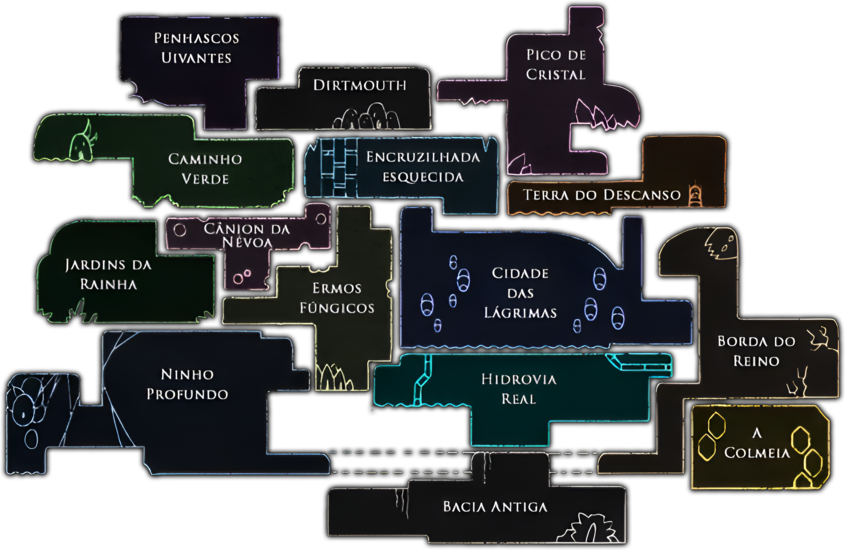 Penhascos
Uivantes
Dirtmouth
Pico de
Cristal
Caminho
Verde
Encruzilhada
esquecida
Terra do Descanso
Jardins da
Rainha
Cânion da
Névoa
Ermos
Fúngicos
Cidade
das
Lágrimas
Borda do
Reino
Ninho
Profundo
Hidrovia
Real
A
Colmeia
Bacia Antiga